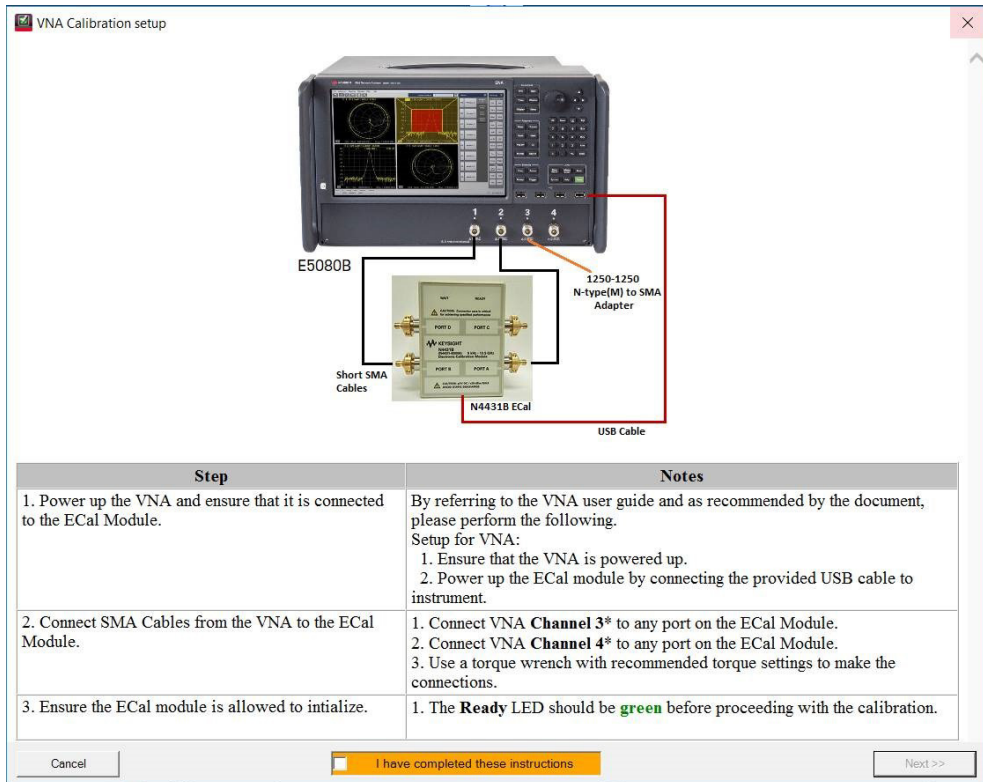 VNA Calibration setup
1 2 3 4
E5080B
1250-1250
N-type(M) to SMA
Adapter
WAIT READY
PORT D PORT C
KEYSIGHT
N4431B
Electronic Calibration Module
PORT B PORT A
Short SMA
Cables
N4431B ECal
USB Cable
Step
Notes
1. Power up the VNA and ensure that it is connected
to the ECal Module.
By referring to the VNA user guide and as recommended by the document,
please perform the following.
Setup for VNA:
1. Ensure that the VNA is powered up.
2. Power up the ECal module by connecting the provided USB cable to
instrument.
2. Connect SMA Cables from the VNA to the ECal
Module.
1. Connect VNA Channel 3* to any port on the ECal Module.
2. Connect VNA Channel 4* to any port on the ECal Module.
3. Use a torque wrench with recommended torque settings to make the
connections.
3. Ensure the ECal module is allowed to intialize.
1. The Ready LED should be green before proceeding with the calibration.
Cancel
I have completed these instructions
Next >>